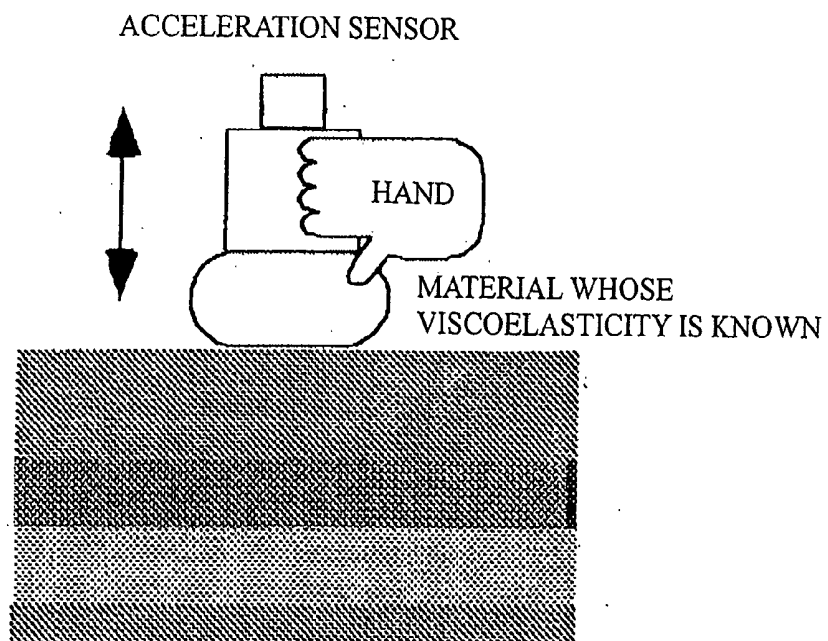 ACCELERATION SENSOR
HAND
MATERIAL WHOSE
VISCOELASTICITY IS KNOWN